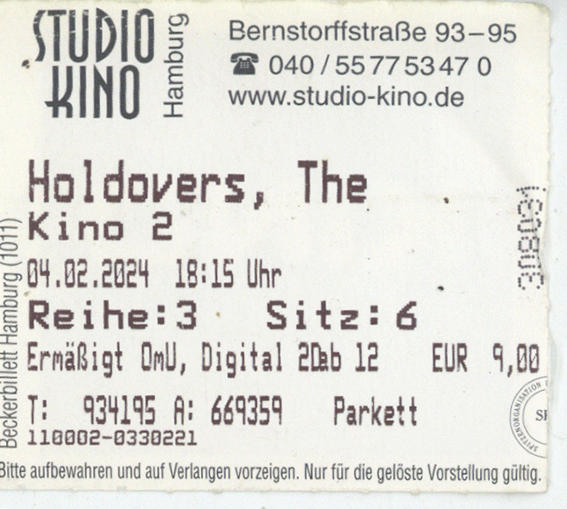 STUDIO
KINO
Hamburg
Bernstorffstraße 93–95
☎ 040 / 55 77 53 47 0
www.studio-kino.de
Holdovers, The
Kino 2
04.02.2024 18:15 Uhr
Reihe:3 Sitz: 6
Ermäßigt OmU, Digital 2Dab 12 EUR 9,00
T: 934195 A: 669359 Parkett
110002-0330221
Bitte aufbewahren und auf Verlangen vorzeigen. Nur für die gelöste Vorstellung gültig.
Beckerbillett Hamburg (1011)
SPITZENORGANISATION